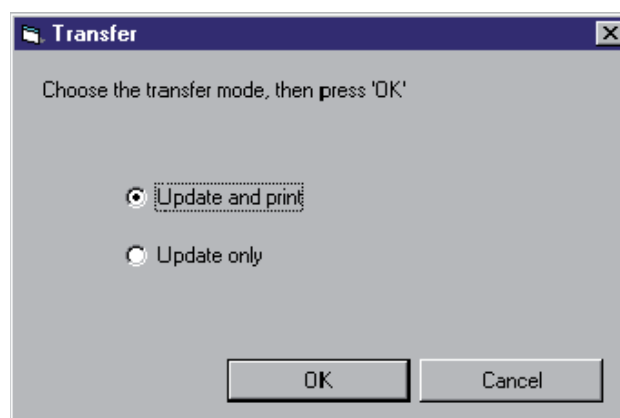 Transfer
Choose the transfer mode, then press 'OK'
Update and print
Update only
OK Cancel